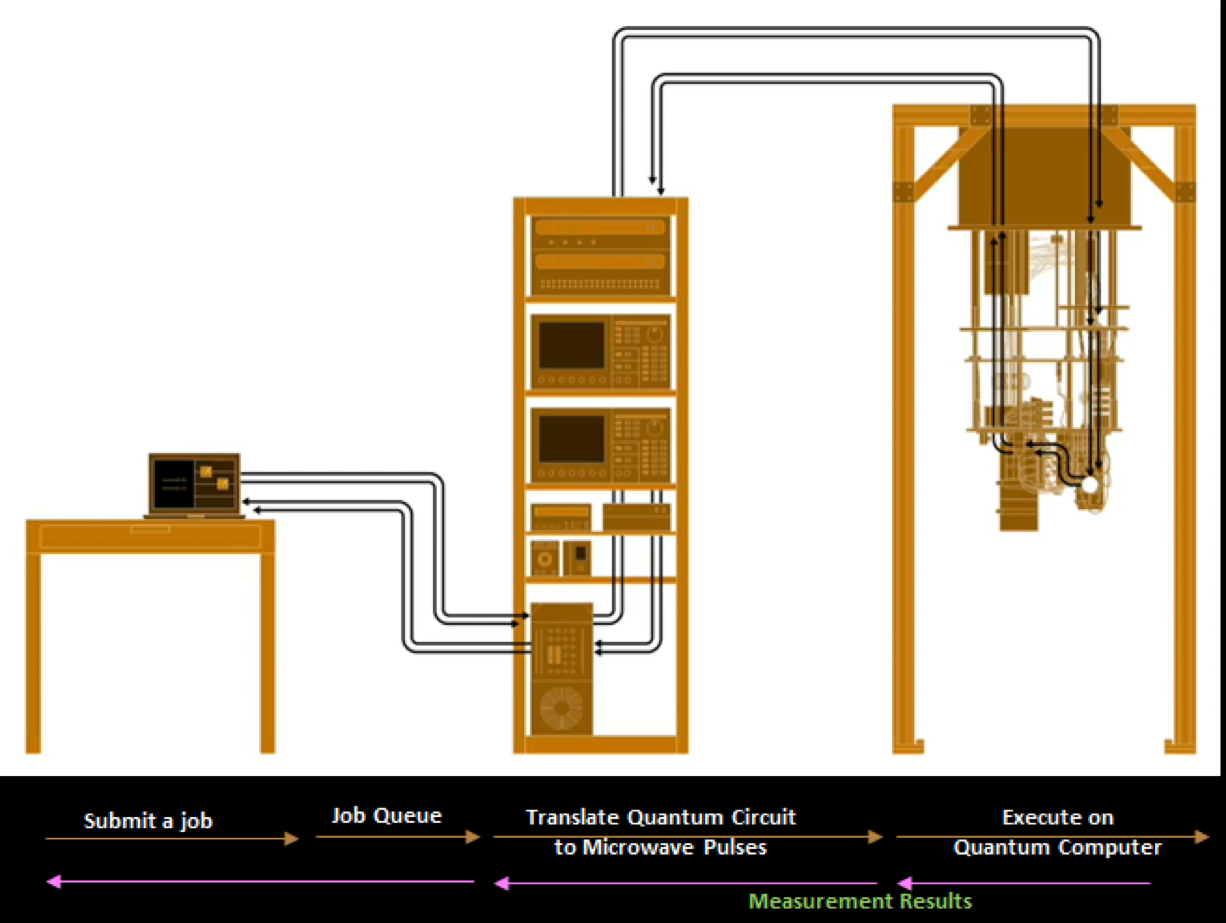 Submit a job
Job Queue
Translate Quantum Circuit
to Microwave Pulses
Execute on
Quantum Computer
Measurement Results